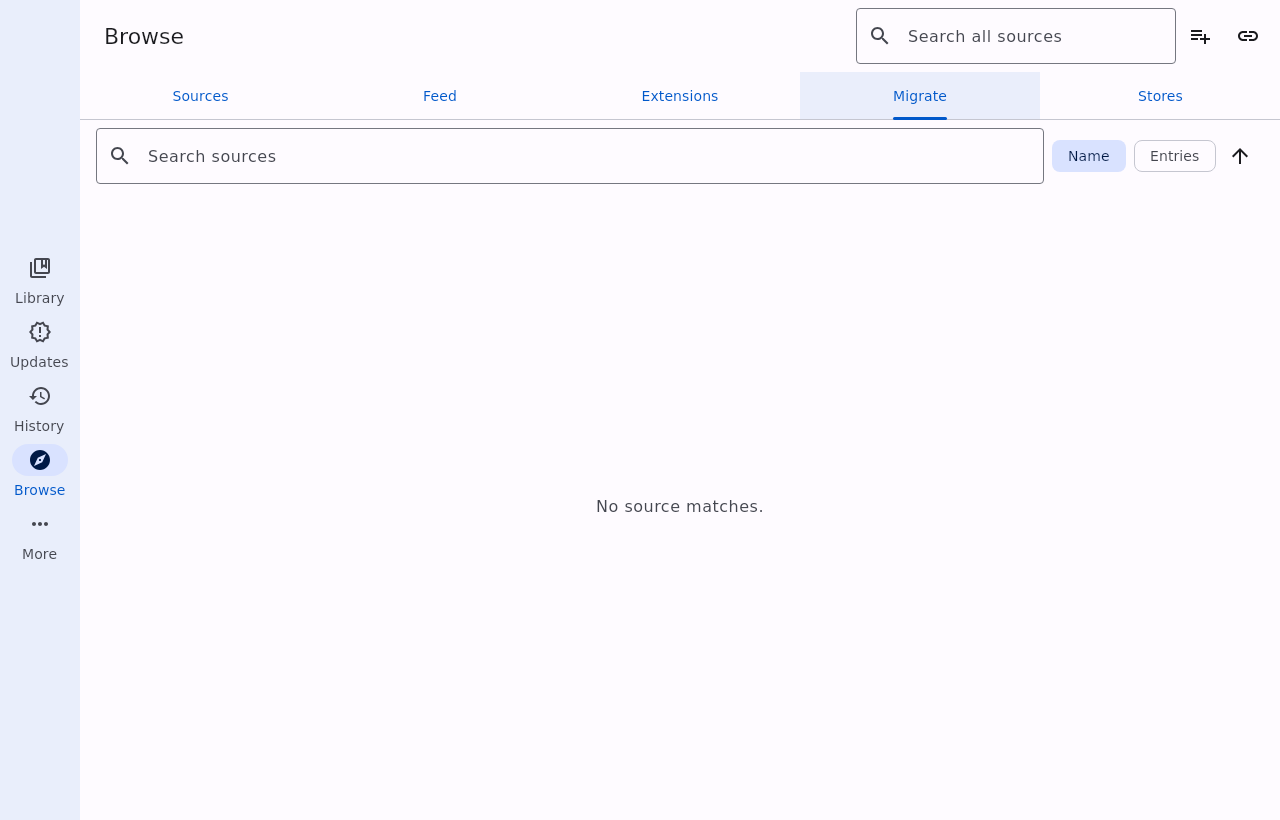 Browse
Search all sources
Sources
Feed
Extensions
Migrate
Stores
Search sources
Name
Entries
Library
Updates
History
Browse
More
No source matches.